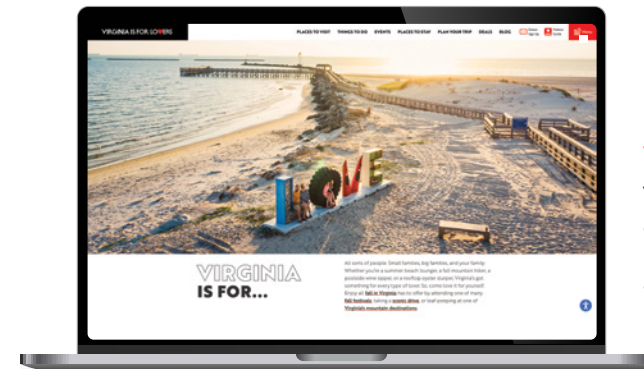 VIRGINIA IS FOR LOVERS
PLACES TO VISIT THINGS TO DO EVENTS PLACES TO STAY PLAN YOUR TRIP DEALS BLOG
Menu
LOVE
VIRGINIA
IS FOR...
All sorts of people. Small families, big families, and your family.
Whether you're a summer beach lounger, a fall mountain hiker, a
poolside wine sipper, or a rooftop oyster slurper, Virginia's got
something for every type of lover. So, come love it for yourself.
Enjoy all fall in Virginia has to offer by attending one of many
fall festivals, taking a scenic drive, or leaf-peeping at one of
Virginia's mountain destinations.